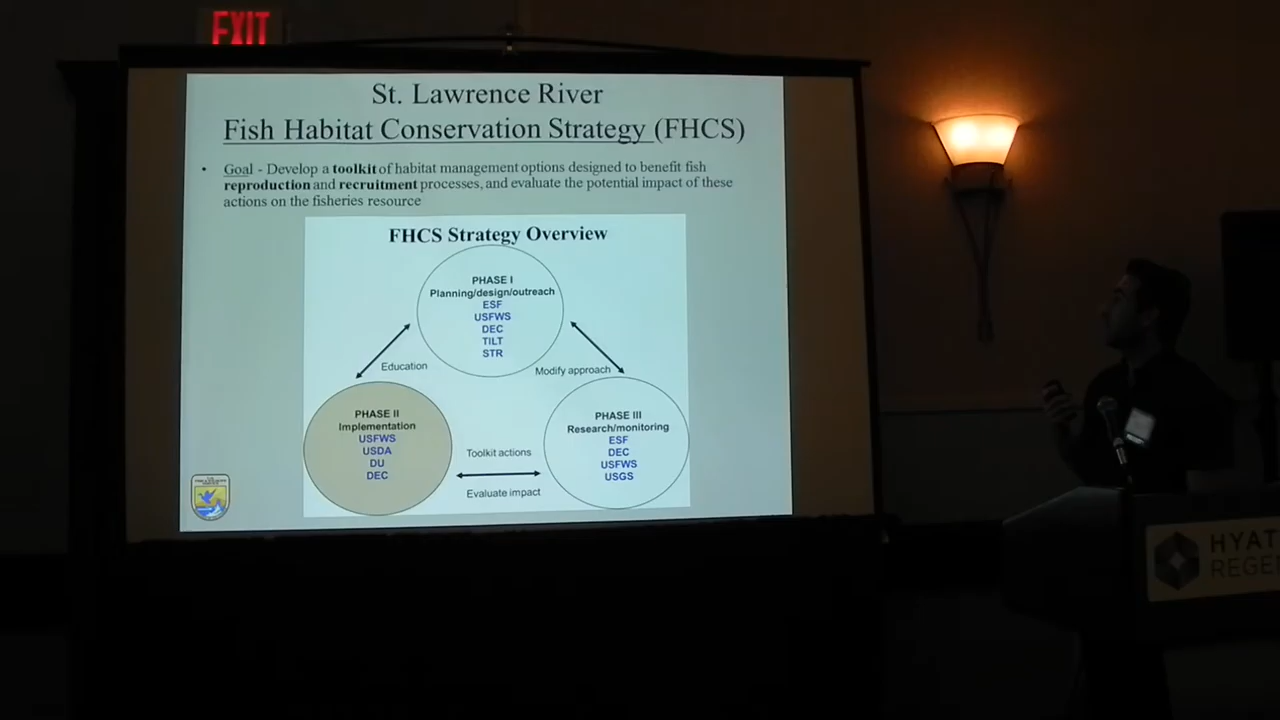 EXIT
St. Lawrence River
Fish Habitat Conservation Strategy (FHCS)
• Goal - Develop a toolkit of habitat management options designed to benefit fish
reproduction and recruitment processes, and evaluate the potential impact of these
actions on the fisheries resource
FHCS Strategy Overview
PHASE I
Planning/design/outreach
ESF
USFWS
DEC
TILT
STR
Education
Modify approach
PHASE II
Implementation
USFWS
USDA
DU
DEC
Toolkit actions
Evaluate impact
PHASE III
Research/monitoring
ESF
DEC
USFWS
USGS
HYAT
REGE